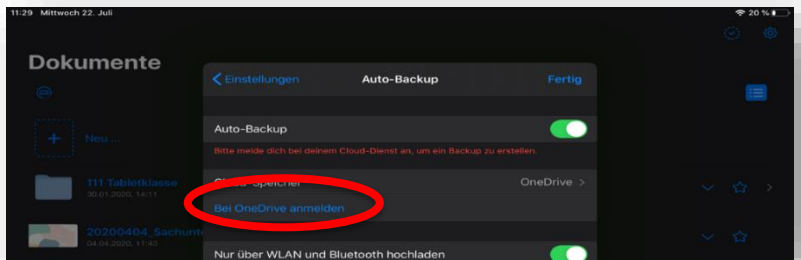 11:29 Mittwoch 22. Juli
20 %
Dokumente
Einstellungen
Auto-Backup
Fertig
Neu ...
Auto-Backup
Bitte melde dich bei deinem Cloud-Dienst an, um ein Backup zu erstellen.
111 Tabletklasse
30.01.2020, 14:11
Cloud-Speicher
OneDrive
Bei OneDrive anmelden
20200404_Sachunte
04.04.2020, 11:43
Nur über WLAN und Bluetooth hochladen